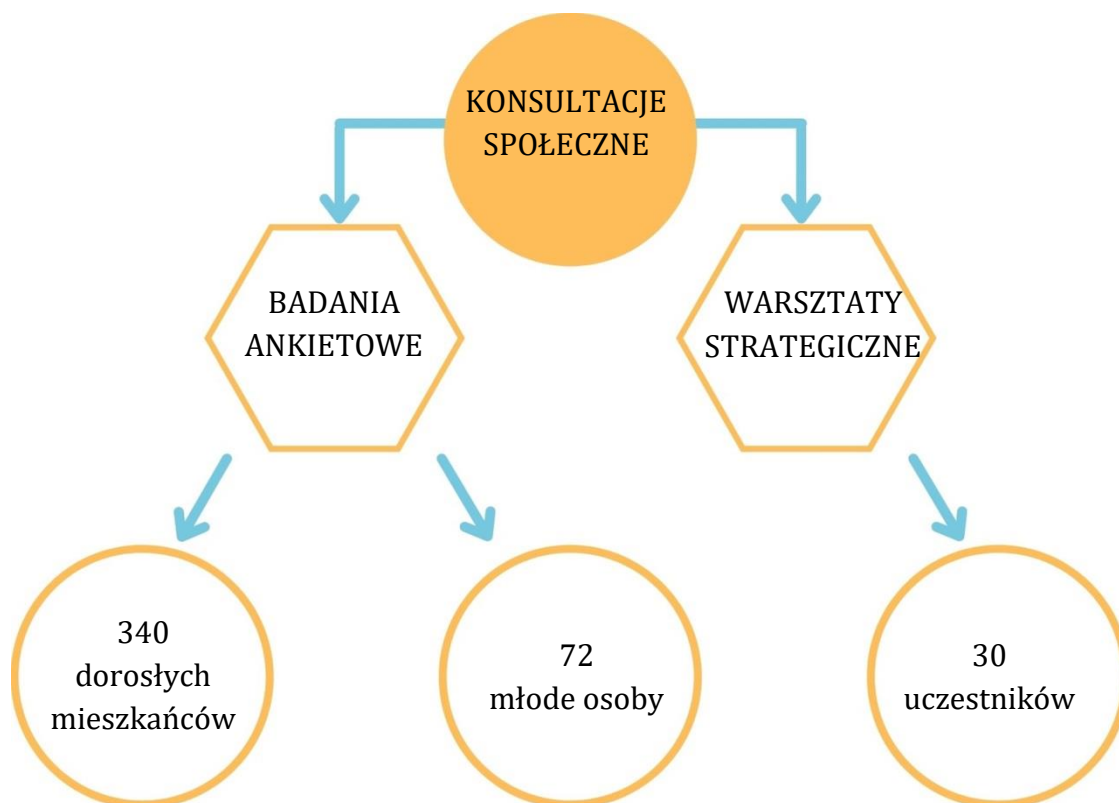 KONSULTACJE
SPOŁECZNE
BADANIA
ANKIETOWE
WARSZTATY
STRATEGICZNE
340
dorosłych
mieszkańców
72
młode osoby
30
uczestników